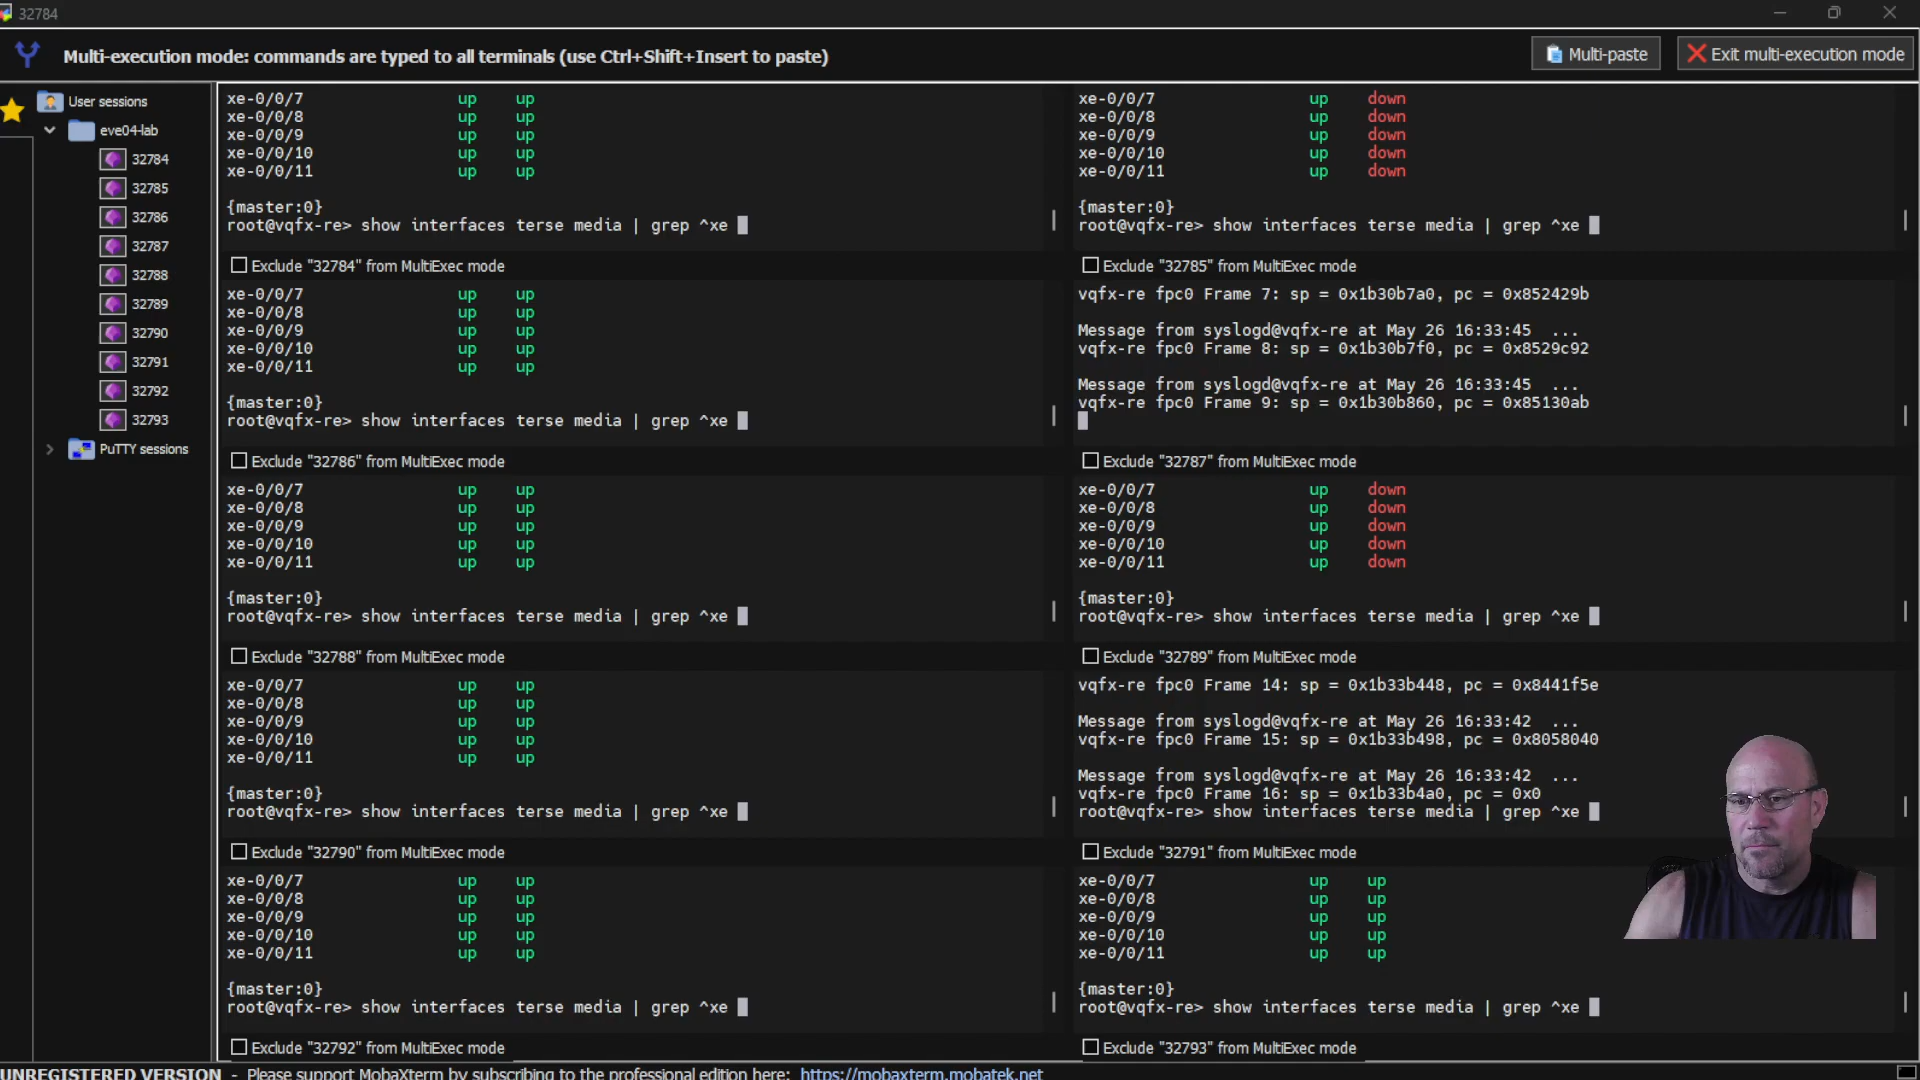 32784
Multi-execution mode: commands are typed to all terminals (use Ctrl+Shift+Insert to paste)
Multi-paste
Exit multi-execution mode
User sessions
eve04-lab
32784
32785
32786
32787
32788
32789
32790
32791
32792
32793
PuTTY sessions
xe-0/0/7 up up
xe-0/0/8 up up
xe-0/0/9 up up
xe-0/0/10 up up
xe-0/0/11 up up
{master:0}
root@vqfx-re> show interfaces terse media | grep ^xe
Exclude "32784" from MultiExec mode
xe-0/0/7 up down
xe-0/0/8 up down
xe-0/0/9 up down
xe-0/0/10 up down
xe-0/0/11 up down
{master:0}
root@vqfx-re> show interfaces terse media | grep ^xe
Exclude "32785" from MultiExec mode
xe-0/0/7 up up
xe-0/0/8 up up
xe-0/0/9 up up
xe-0/0/10 up up
xe-0/0/11 up up
{master:0}
root@vqfx-re> show interfaces terse media | grep ^xe
Exclude "32786" from MultiExec mode
vqfx-re fpc0 Frame 7: sp = 0x1b30b7a0, pc = 0x852429b
Message from syslogd@vqfx-re at May 26 16:33:45 ...
vqfx-re fpc0 Frame 8: sp = 0x1b30b7f0, pc = 0x8529c92
Message from syslogd@vqfx-re at May 26 16:33:45 ...
vqfx-re fpc0 Frame 9: sp = 0x1b30b860, pc = 0x85130ab
Exclude "32787" from MultiExec mode
xe-0/0/7 up up
xe-0/0/8 up up
xe-0/0/9 up up
xe-0/0/10 up up
xe-0/0/11 up up
{master:0}
root@vqfx-re> show interfaces terse media | grep ^xe
Exclude "32788" from MultiExec mode
xe-0/0/7 up down
xe-0/0/8 up down
xe-0/0/9 up down
xe-0/0/10 up down
xe-0/0/11 up down
{master:0}
root@vqfx-re> show interfaces terse media | grep ^xe
Exclude "32789" from MultiExec mode
xe-0/0/7 up up
xe-0/0/8 up up
xe-0/0/9 up up
xe-0/0/10 up up
xe-0/0/11 up up
{master:0}
root@vqfx-re> show interfaces terse media | grep ^xe
Exclude "32790" from MultiExec mode
vqfx-re fpc0 Frame 14: sp = 0x1b33b448, pc = 0x8441f5e
Message from syslogd@vqfx-re at May 26 16:33:42 ...
vqfx-re fpc0 Frame 15: sp = 0x1b33b498, pc = 0x8058040
Message from syslogd@vqfx-re at May 26 16:33:42 ...
vqfx-re fpc0 Frame 16: sp = 0x1b33b4a0, pc = 0x0
root@vqfx-re> show interfaces terse media | grep ^xe
Exclude "32791" from MultiExec mode
xe-0/0/7 up up
xe-0/0/8 up up
xe-0/0/9 up up
xe-0/0/10 up up
xe-0/0/11 up up
{master:0}
root@vqfx-re> show interfaces terse media | grep ^xe
Exclude "32792" from MultiExec mode
xe-0/0/7 up up
xe-0/0/8 up up
xe-0/0/9 up up
xe-0/0/10 up up
xe-0/0/11 up up
{master:0}
root@vqfx-re> show interfaces terse media | grep ^xe
Exclude "32793" from MultiExec mode
UNREGISTERED VERSION - Please support MobaXterm by subscribing to the professional edition here: https://mobaxterm.mobatek.net